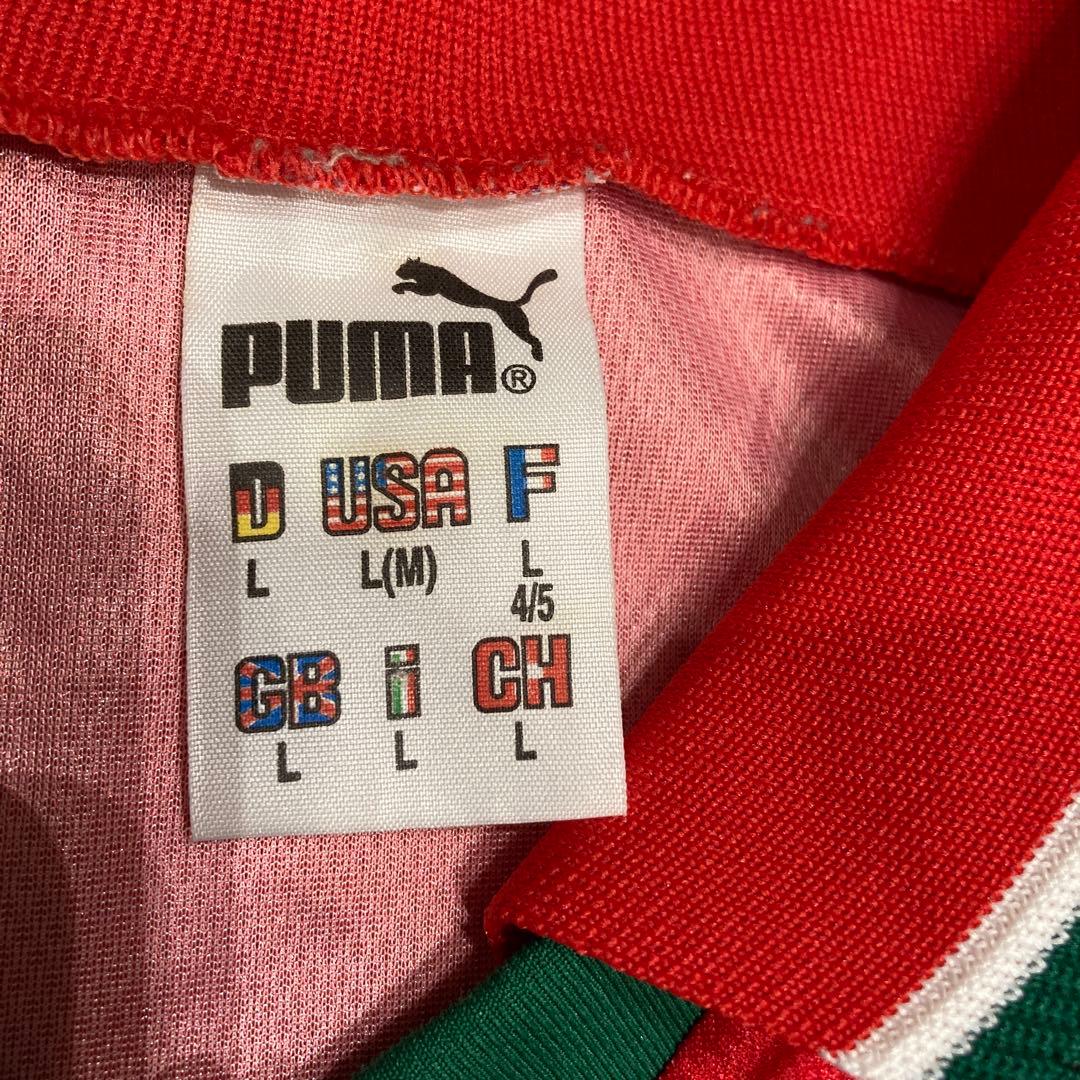 PUMA®
D USA F
L L(M) L
4/5
GB i CH
L L L